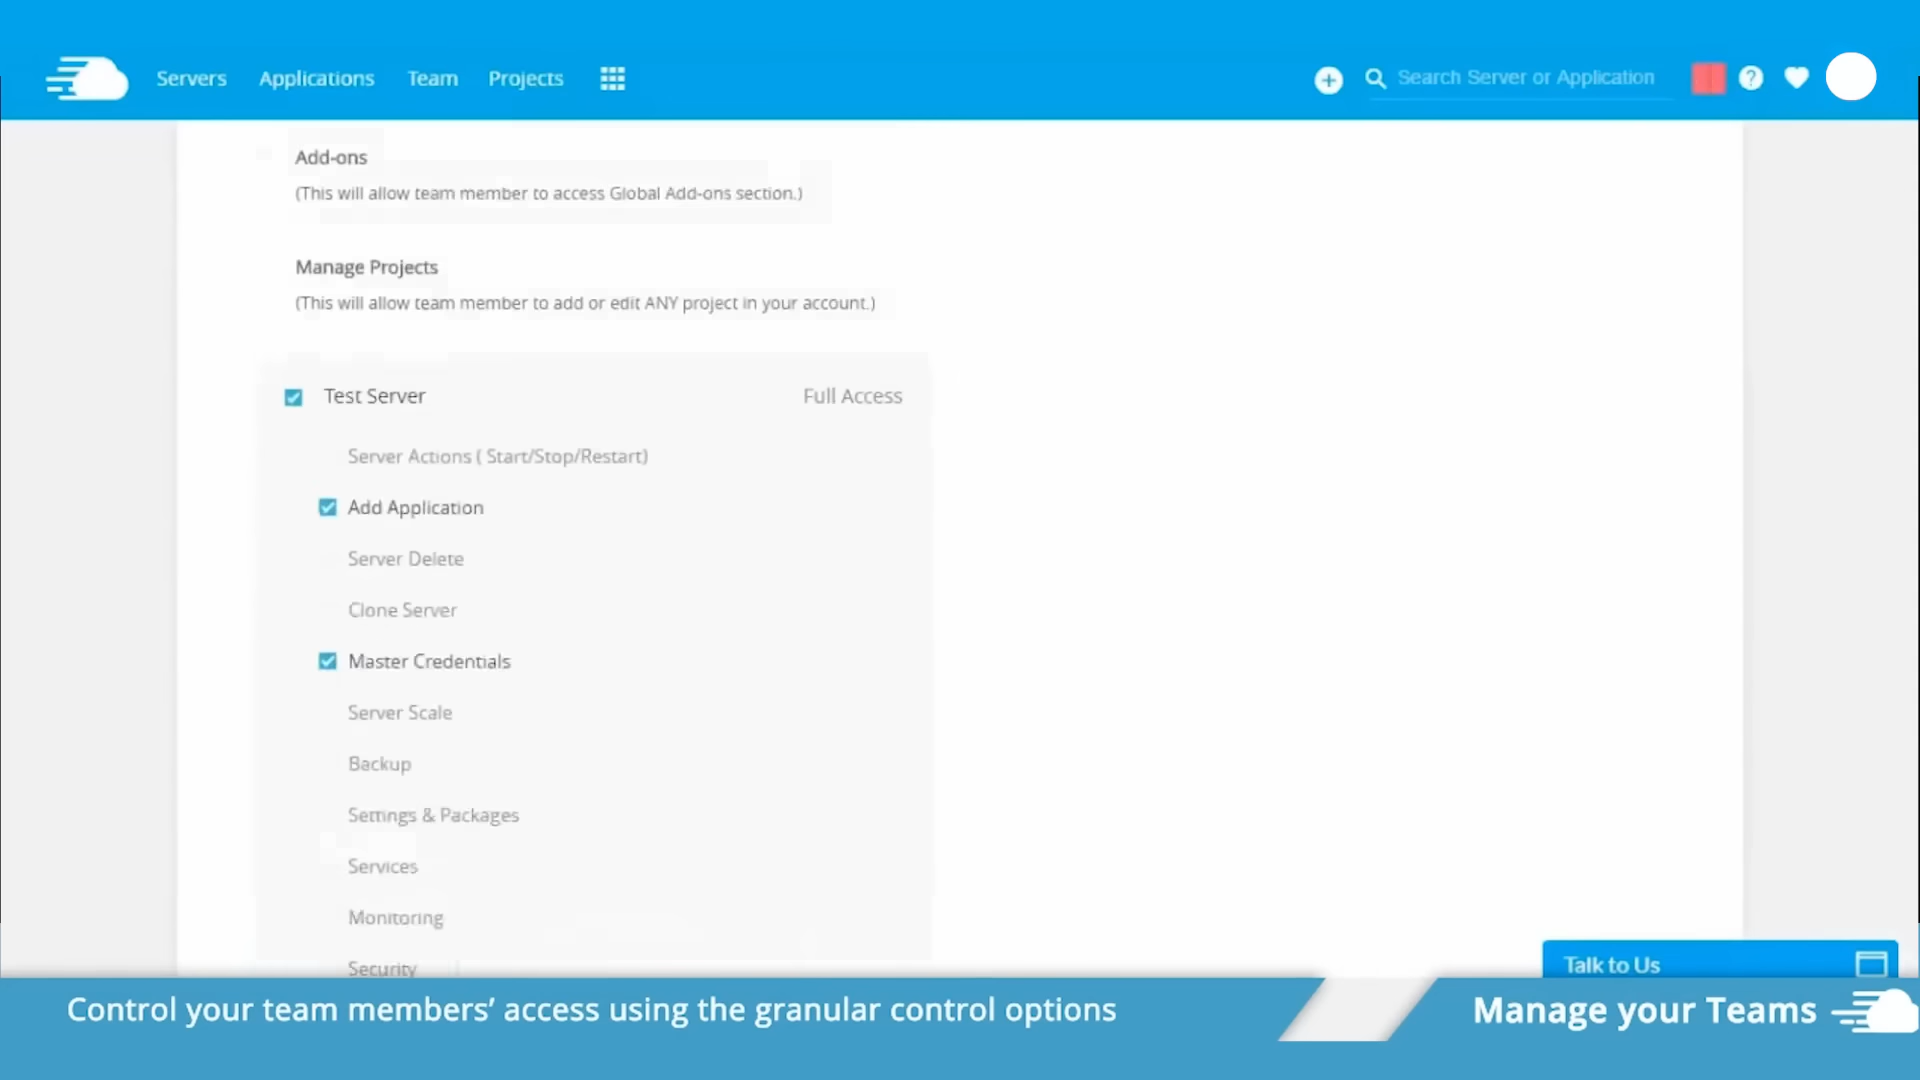 Servers Applications Team Projects Search Server or Application
Add-ons
(This will allow team member to access Global Add-ons section.)
Manage Projects
(This will allow team member to add or edit ANY project in your account.)
Test Server Full Access
Server Actions ( Start/Stop/Restart)
Add Application
Server Delete
Clone Server
Master Credentials
Server Scale
Backup
Settings & Packages
Services
Monitoring
Security
Talk to Us
Control your team members’ access using the granular control options
Manage your Teams